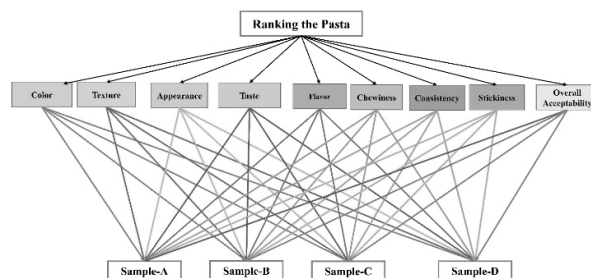 Ranking the Pasta
Color
Texture
Appearance
Taste
Flavor
Chewiness
Consistency
Stickiness
Overall
Acceptability
Sample-A
Sample-B
Sample-C
Sample-D